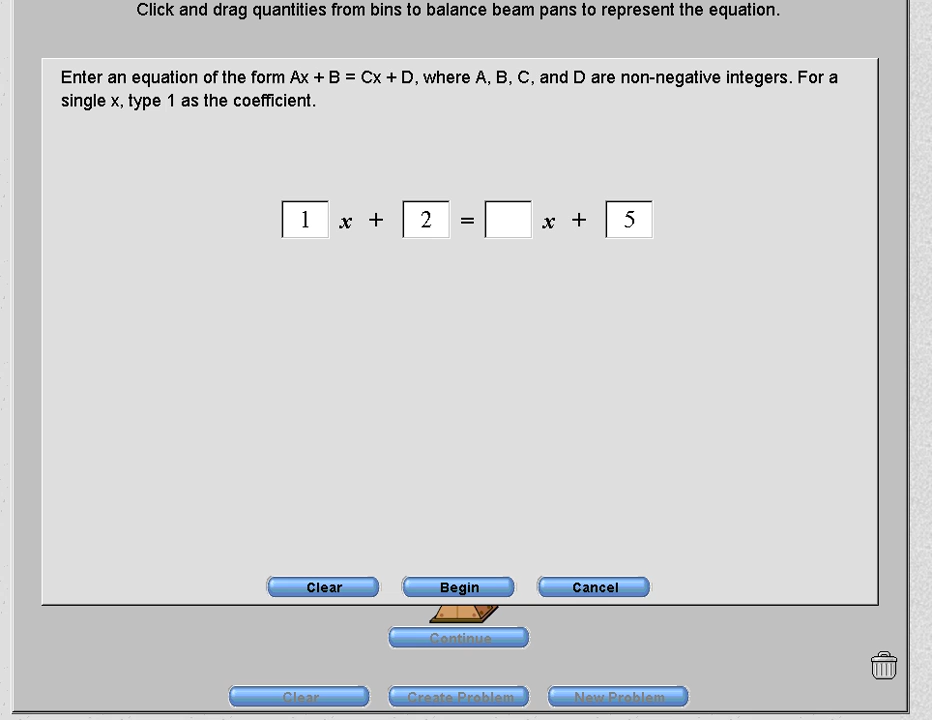 Click and drag quantities from bins to balance beam pans to represent the equation.
Enter an equation of the form Ax + B = Cx + D, where A, B, C, and D are non-negative integers. For a
single x, type 1 as the coefficient.
1 x + 2 = x + 5
Clear Begin Cancel
Continue
Clear Create Problem New Problem